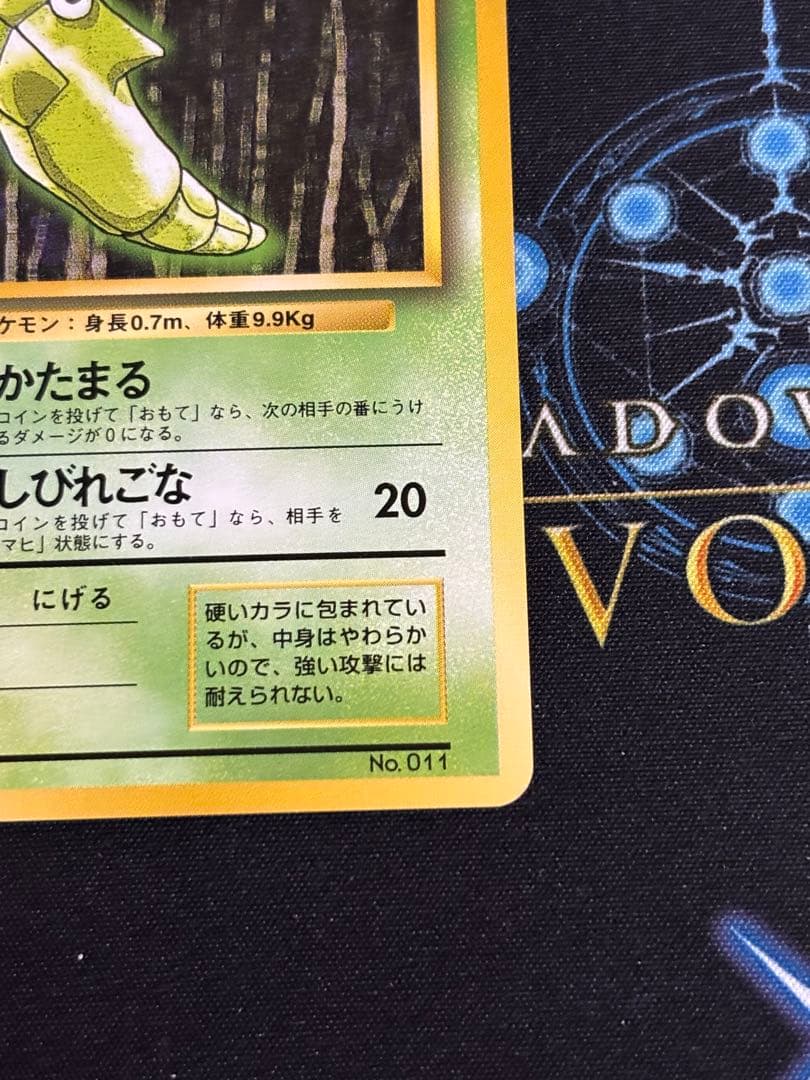 ケモン：身長0.7m、体重9.9Kg
かたまる
コインを投げて「おもて」なら、次の相手の番にうけ
るダメージが0になる。
しびれごな
20
コインを投げて「おもて」なら、相手を
マヒ」状態にする。
にげる
硬いカラに包まれてい
るが、中身はやわらか
いので、強い攻撃には
耐えられない。
No. 011
ADOW
VO